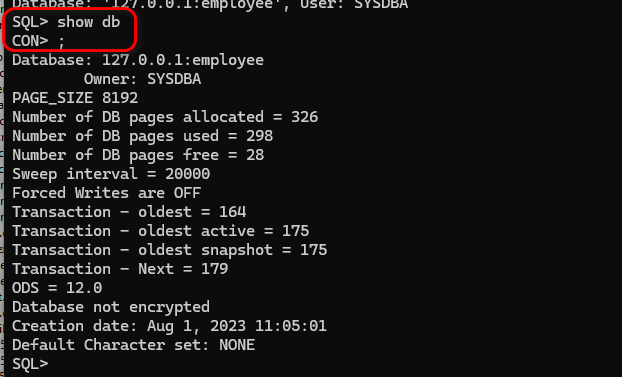 Database: '127.0.0.1:employee', User: SYSDBA
SQL> show db
CON> ;
Database: 127.0.0.1:employee
Owner: SYSDBA
PAGE_SIZE 8192
Number of DB pages allocated = 326
Number of DB pages used = 298
Number of DB pages free = 28
Sweep interval = 20000
Forced Writes are OFF
Transaction - oldest = 164
Transaction - oldest active = 175
Transaction - oldest snapshot = 175
Transaction - Next = 179
ODS = 12.0
Database not encrypted
Creation date: Aug 1, 2023 11:05:01
Default Character set: NONE
SQL>